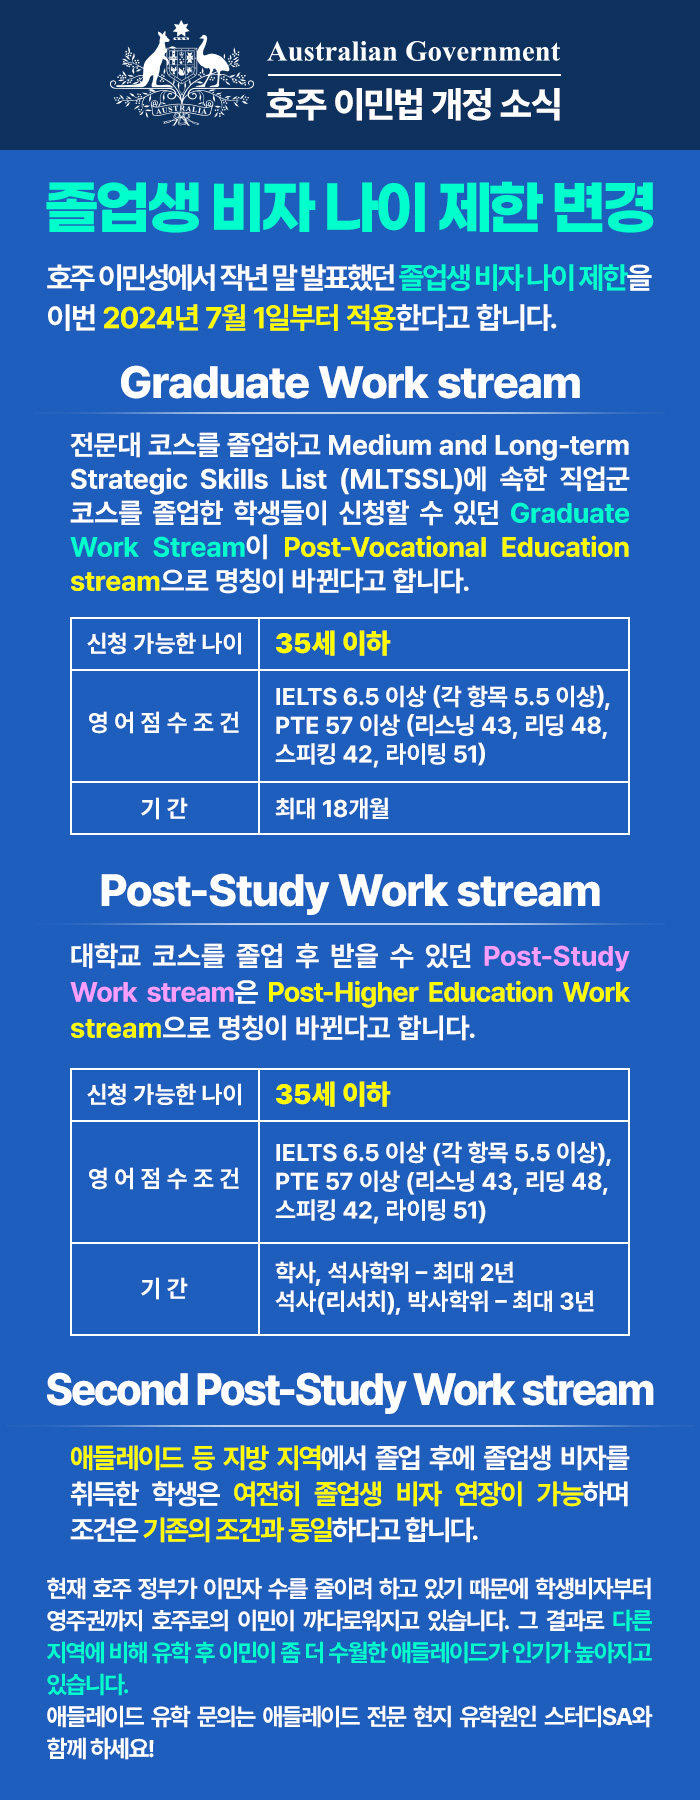 AUSTRALIA
Australian Government
호주 이민법 개정 소식
졸업생 비자 나이 제한 변경
호주 이민성에서 작년 말 발표했던 졸업생 비자 나이 제한을
이번 2024년 7월 1일부터 적용한다고 합니다.
Graduate Work stream
전문대 코스를 졸업하고 Medium and Long-term
Strategic Skills List (MLTSSL)에 속한 직업군
코스를 졸업한 학생들이 신청할 수 있던 Graduate
Work Stream이 Post-Vocational Education
stream으로 명칭이 바뀐다고 합니다.
신청 가능한 나이 35세 이하
영 어 점 수 조 건
IELTS 6.5 이상 (각 항목 5.5 이상),
PTE 57 이상 (리스닝 43, 리딩 48,
스피킹 42, 라이팅 51)
기 간 최대 18개월
Post-Study Work stream
대학교 코스를 졸업 후 받을 수 있던 Post-Study
Work stream은 Post-Higher Education Work
stream으로 명칭이 바뀐다고 합니다.
신청 가능한 나이 35세 이하
영 어 점 수 조 건
IELTS 6.5 이상 (각 항목 5.5 이상),
PTE 57 이상 (리스닝 43, 리딩 48,
스피킹 42, 라이팅 51)
기 간
학사, 석사학위 – 최대 2년
석사(리서치), 박사학위 – 최대 3년
Second Post-Study Work stream
애들레이드 등 지방 지역에서 졸업 후에 졸업생 비자를
취득한 학생은 여전히 졸업생 비자 연장이 가능하며
조건은 기존의 조건과 동일하다고 합니다.
현재 호주 정부가 이민자 수를 줄이려 하고 있기 때문에 학생비자부터
영주권까지 호주로의 이민이 까다로워지고 있습니다. 그 결과로 다른
지역에 비해 유학 후 이민이 좀 더 수월한 애들레이드가 인기가 높아지고
있습니다.
애들레이드 유학 문의는 애들레이드 전문 현지 유학원인 스터디SA와
함께 하세요!